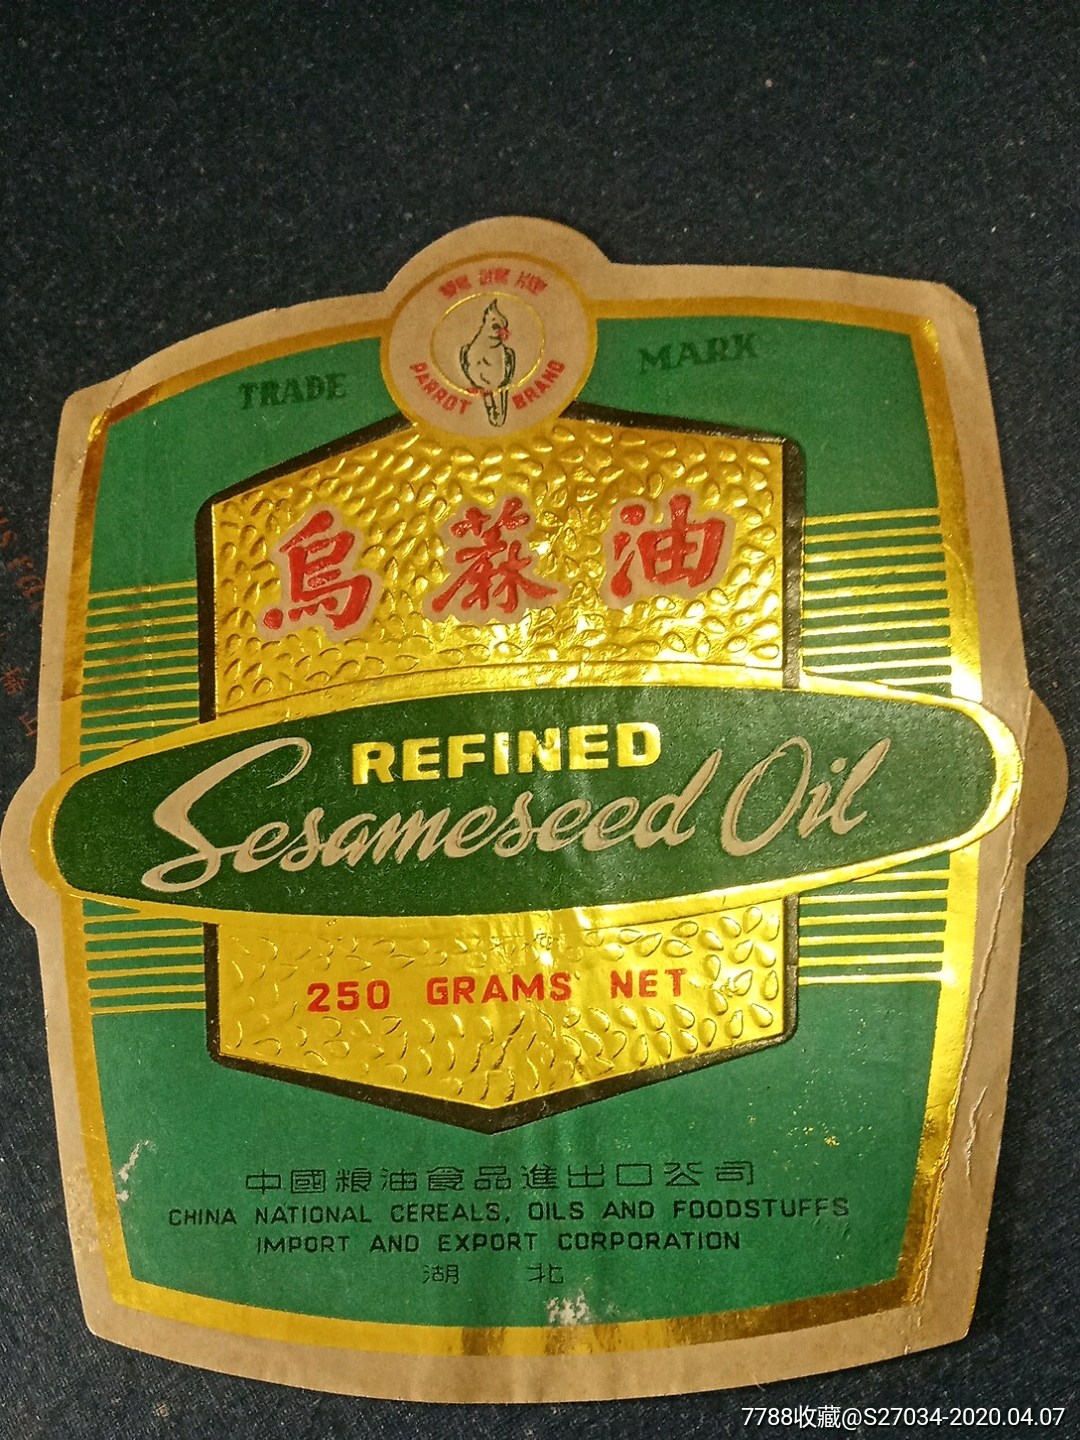 鸚鵡牌
PARROT BRAND
TRADE MARK
烏蔴油
REFINED
Sesameseed Oil
250 GRAMS NET
中國粮油食品進出口公司
CHINA NATIONAL CEREALS, OILS AND FOODSTUFFS
IMPORT AND EXPORT CORPORATION
湖 北
7788收藏@S27034-2020.04.07